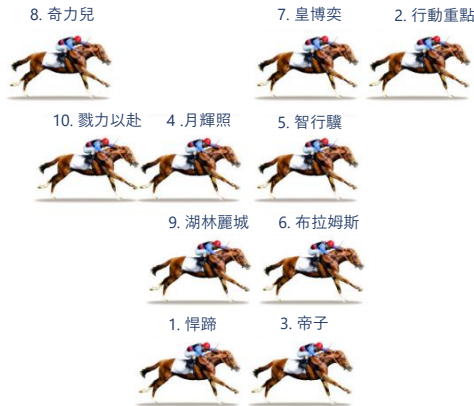 8. 奇力兒 7. 皇博奕 2. 行動重點
10. 戮力以赴 4 .月輝照 5. 智行驥
9. 湖林麗城 6. 布拉姆斯
1. 悍蹄 3. 帝子